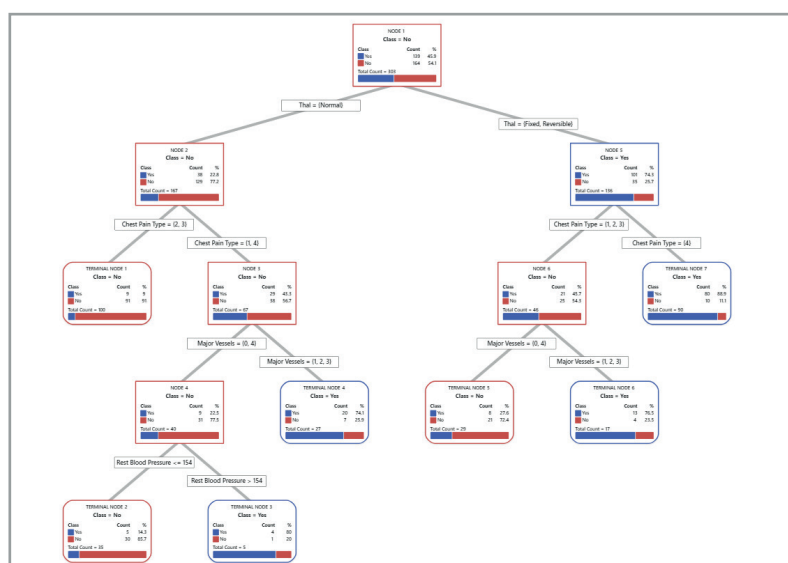 NODE 1
Class = No
Class Count %
Yes 139 45.9
No 164 54.1
Total Count = 303
Thal = {Normal}
Thal = {Fixed, Reversible}
NODE 2
Class = No
Class Count %
Yes 38 22.8
No 129 77.2
Total Count = 167
NODE 5
Class = Yes
Class Count %
Yes 101 74.3
No 35 25.7
Total Count = 136
Chest Pain Type = {2, 3}
Chest Pain Type = {1, 4}
Chest Pain Type = {1, 2, 3}
Chest Pain Type = {4}
TERMINAL NODE 1
Class = No
Class Count %
Yes 9 9
No 91 91
Total Count = 100
NODE 3
Class = No
Class Count %
Yes 29 43.3
No 38 56.7
Total Count = 67
NODE 6
Class = No
Class Count %
Yes 21 45.7
No 25 54.3
Total Count = 46
TERMINAL NODE 7
Class = Yes
Class Count %
Yes 80 88.9
No 10 11.1
Total Count = 90
Major Vessels = {0, 4}
Major Vessels = {1, 2, 3}
Major Vessels = {0, 4}
Major Vessels = {1, 2, 3}
NODE 4
Class = No
Class Count %
Yes 9 22.5
No 31 77.5
Total Count = 40
TERMINAL NODE 4
Class = Yes
Class Count %
Yes 20 74.1
No 7 25.9
Total Count = 27
TERMINAL NODE 5
Class = No
Class Count %
Yes 8 27.6
No 21 72.4
Total Count = 29
TERMINAL NODE 6
Class = Yes
Class Count %
Yes 13 76.5
No 4 23.5
Total Count = 17
Rest Blood Pressure <= 154
Rest Blood Pressure > 154
TERMINAL NODE 2
Class = No
Class Count %
Yes 5 14.3
No 30 85.7
Total Count = 35
TERMINAL NODE 3
Class = Yes
Class Count %
Yes 4 80
No 1 20
Total Count = 5